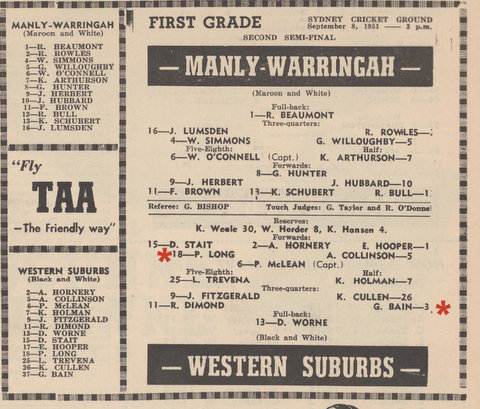 MANLY-WARRINGAH
(Maroon and White)
1—R. BEAUMONT
2—R. ROWLES
4—W. SIMMONS
5—G. WILLOUGHBY
6—W. O'CONNELL
7—K. ARTHURSON
8—G. HUNTER
9—J. HERBERT
10—J. HUBBARD
11—F. BROWN
12—R. BULL
13—K. SCHUBERT
16—J. LUMSDEN
"Fly
TAA
—The Friendly way"
WESTERN SUBURBS
(Black and White)
2—A. HORNERY
5—A. COLLINSON
6—P. McLEAN
7—K. HOLMAN
9—J. FITZGERALD
11—R. DIMOND
13—D. WORNE
15—D. STAIT
17—E. HOOPER
18—P. LONG
25—L. TREVENA
26—K. CULLEN
37—G. BAIN
FIRST GRADE
SYDNEY CRICKET GROUND
September 8, 1951 — 3 p.m.
SECOND SEMI-FINAL
— MANLY-WARRINGAH —
(Maroon and White)
Full-back:
1—R. BEAUMONT
Three-quarters:
16—J. LUMSDEN R. ROWLES—2
4—W. SIMMONS G. WILLOUGHBY—5
Five-Eighth: Half:
6—W. O'CONNELL (Capt.) K. ARTHURSON—7
Forwards:
8—G. HUNTER
9—J. HERBERT J. HUBBARD—10
11—F. BROWN 13—K. SCHUBERT R. BULL—1
Referee: G. BISHOP Touch Judges: G. Taylor and R. O'Donne
Reserves:
K. Weale 30, W. Horder 8, K. Hansen 4.
Forwards:
15—D. STAIT 2—A. HORNERY E. HOOPER—1
*18—P. LONG A. COLLINSON—5
6—P. McLEAN (Capt.)
Five-Eighth: Half:
25—L. TREVENA K. HOLMAN—7
Three-quarters:
9—J. FITZGERALD K. CULLEN—26
11—R. DIMOND G. BAIN—3 *
Full-back:
13—D. WORNE
(Black and White)
— WESTERN SUBURBS —